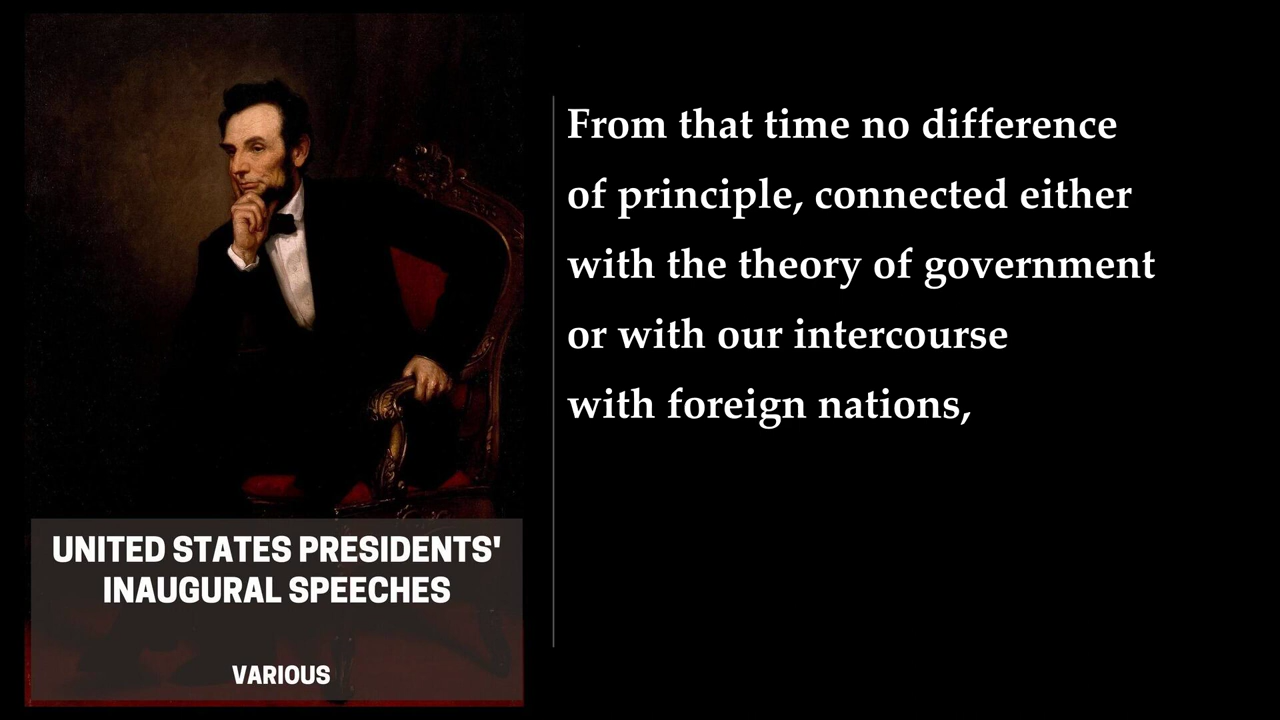 From that time no difference
of principle, connected either
with the theory of government
or with our intercourse
with foreign nations,
UNITED STATES PRESIDENTS'
INAUGURAL SPEECHES
VARIOUS